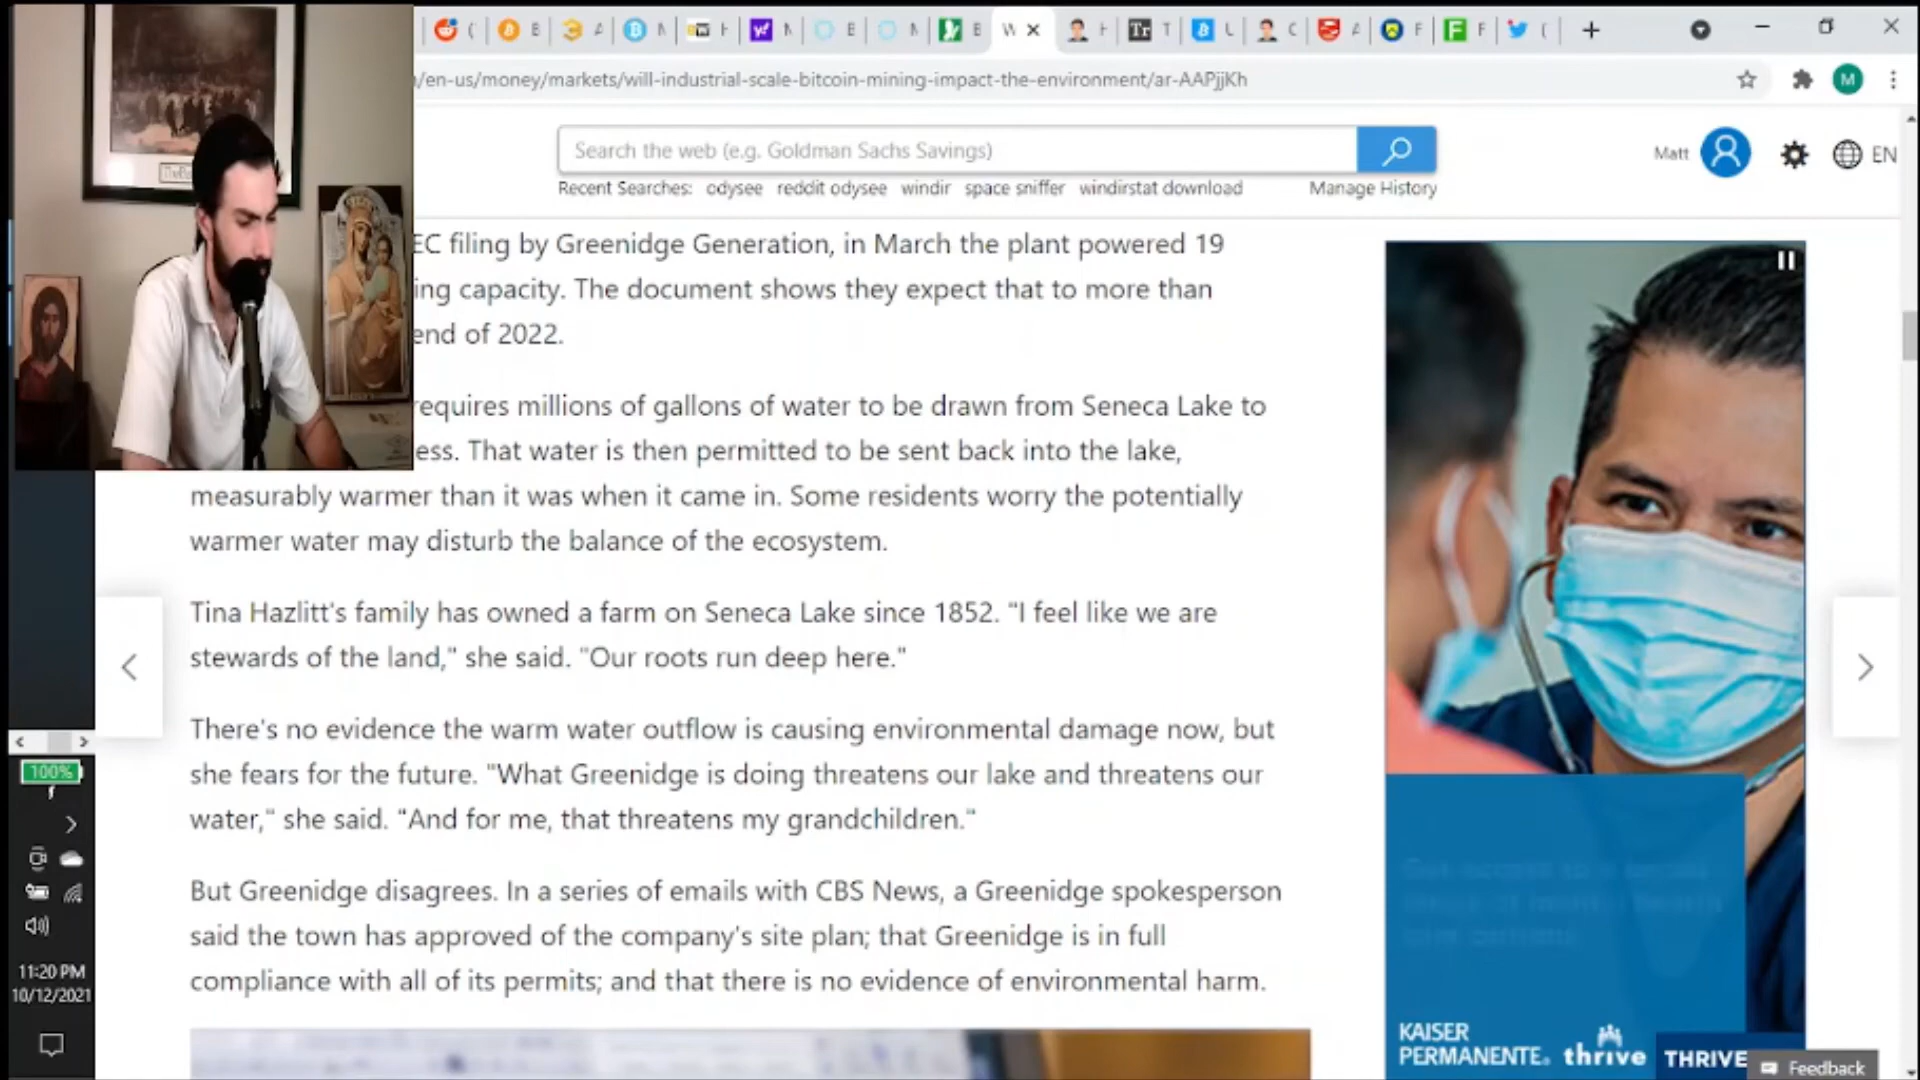 /en-us/money/markets/will-industrial-scale-bitcoin-mining-impact-the-environment/ar-AAPjjKh
M
Search the web (e.g. Goldman Sachs Savings)
Matt
EN
Recent Searches: odysee reddit odysee windir space sniffer windirstat download Manage History
EC filing by Greenidge Generation, in March the plant powered 19
ing capacity. The document shows they expect that to more than
end of 2022.
requires millions of gallons of water to be drawn from Seneca Lake to
ess. That water is then permitted to be sent back into the lake,
measurably warmer than it was when it came in. Some residents worry the potentially
warmer water may disturb the balance of the ecosystem.
Tina Hazlitt's family has owned a farm on Seneca Lake since 1852. "I feel like we are
stewards of the land," she said. "Our roots run deep here."
There's no evidence the warm water outflow is causing environmental damage now, but
she fears for the future. "What Greenidge is doing threatens our lake and threatens our
water," she said. "And for me, that threatens my grandchildren."
But Greenidge disagrees. In a series of emails with CBS News, a Greenidge spokesperson
said the town has approved of the company's site plan; that Greenidge is in full
compliance with all of its permits; and that there is no evidence of environmental harm.
100%
11:20 PM
10/12/2021
KAISER
PERMANENTE® thrive
THRIVE
Feedback